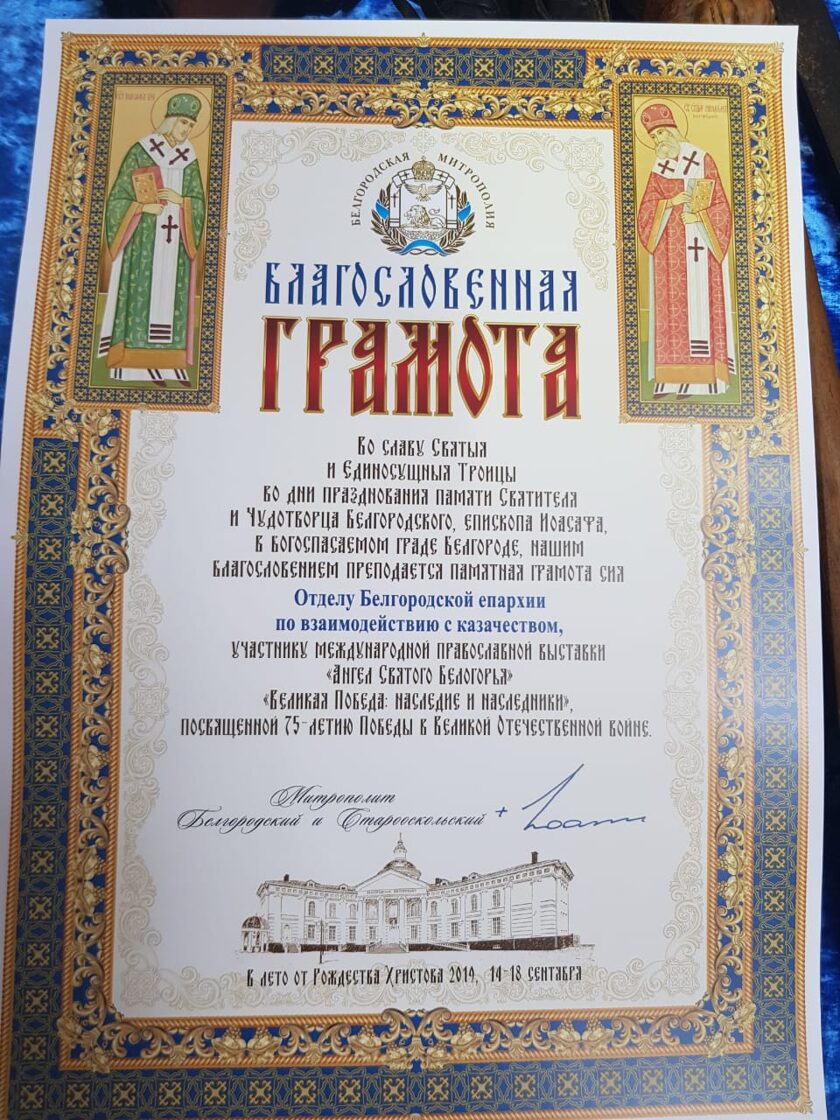 БЕЛГОРОДСКАЯ МИТРОПОЛИЯ
БЛАГОСЛОВЕННАЯ
ГРАМОТА
Во славу Святыя
и Единосущныя Троицы
во дни празднования памяти Святителя
и Чудотворца Белгородского, епископа Иоасафа,
в богоспасаемом граде Белгороде, нашим
благословением преподается памятная грамота сия
Отделу Белгородской епархии
по взаимодействию с казачеством,
участнику международной православной выставки
«Ангел Святого Белогорья»
«Великая Победа: наследие и наследники»,
посвященной 75-летию Победы в Великой Отечественной войне.
Митрополит
Белгородский и Старооскольский +
В лето от Рождества Христова 2019, 14-18 сентября